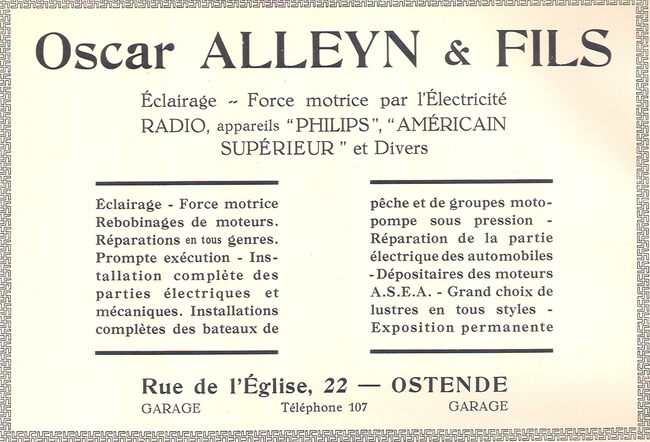 Oscar ALLEYN & FILS
Éclairage -- Force motrice par l'Électricité
RADIO, appareils "PHILIPS", "AMÉRICAIN
SUPÉRIEUR" et Divers
Éclairage - Force motrice
Rebobinages de moteurs.
Réparations en tous genres.
Prompte exécution - Ins-
tallation complète des
parties électriques et
mécaniques. Installations
complètes des bateaux de
pêche et de groupes moto-
pompe sous pression -
Réparation de la partie
électrique des automobiles
- Dépositaires des moteurs
A.S.E.A. - Grand choix de
lustres en tous styles -
Exposition permanente
Rue de l'Église, 22 — OSTENDE
GARAGE Téléphone 107 GARAGE